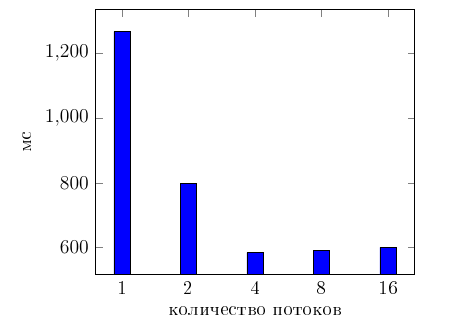 1,200
1,000
800
600
мс
1 2 4 8 16
количество потоков